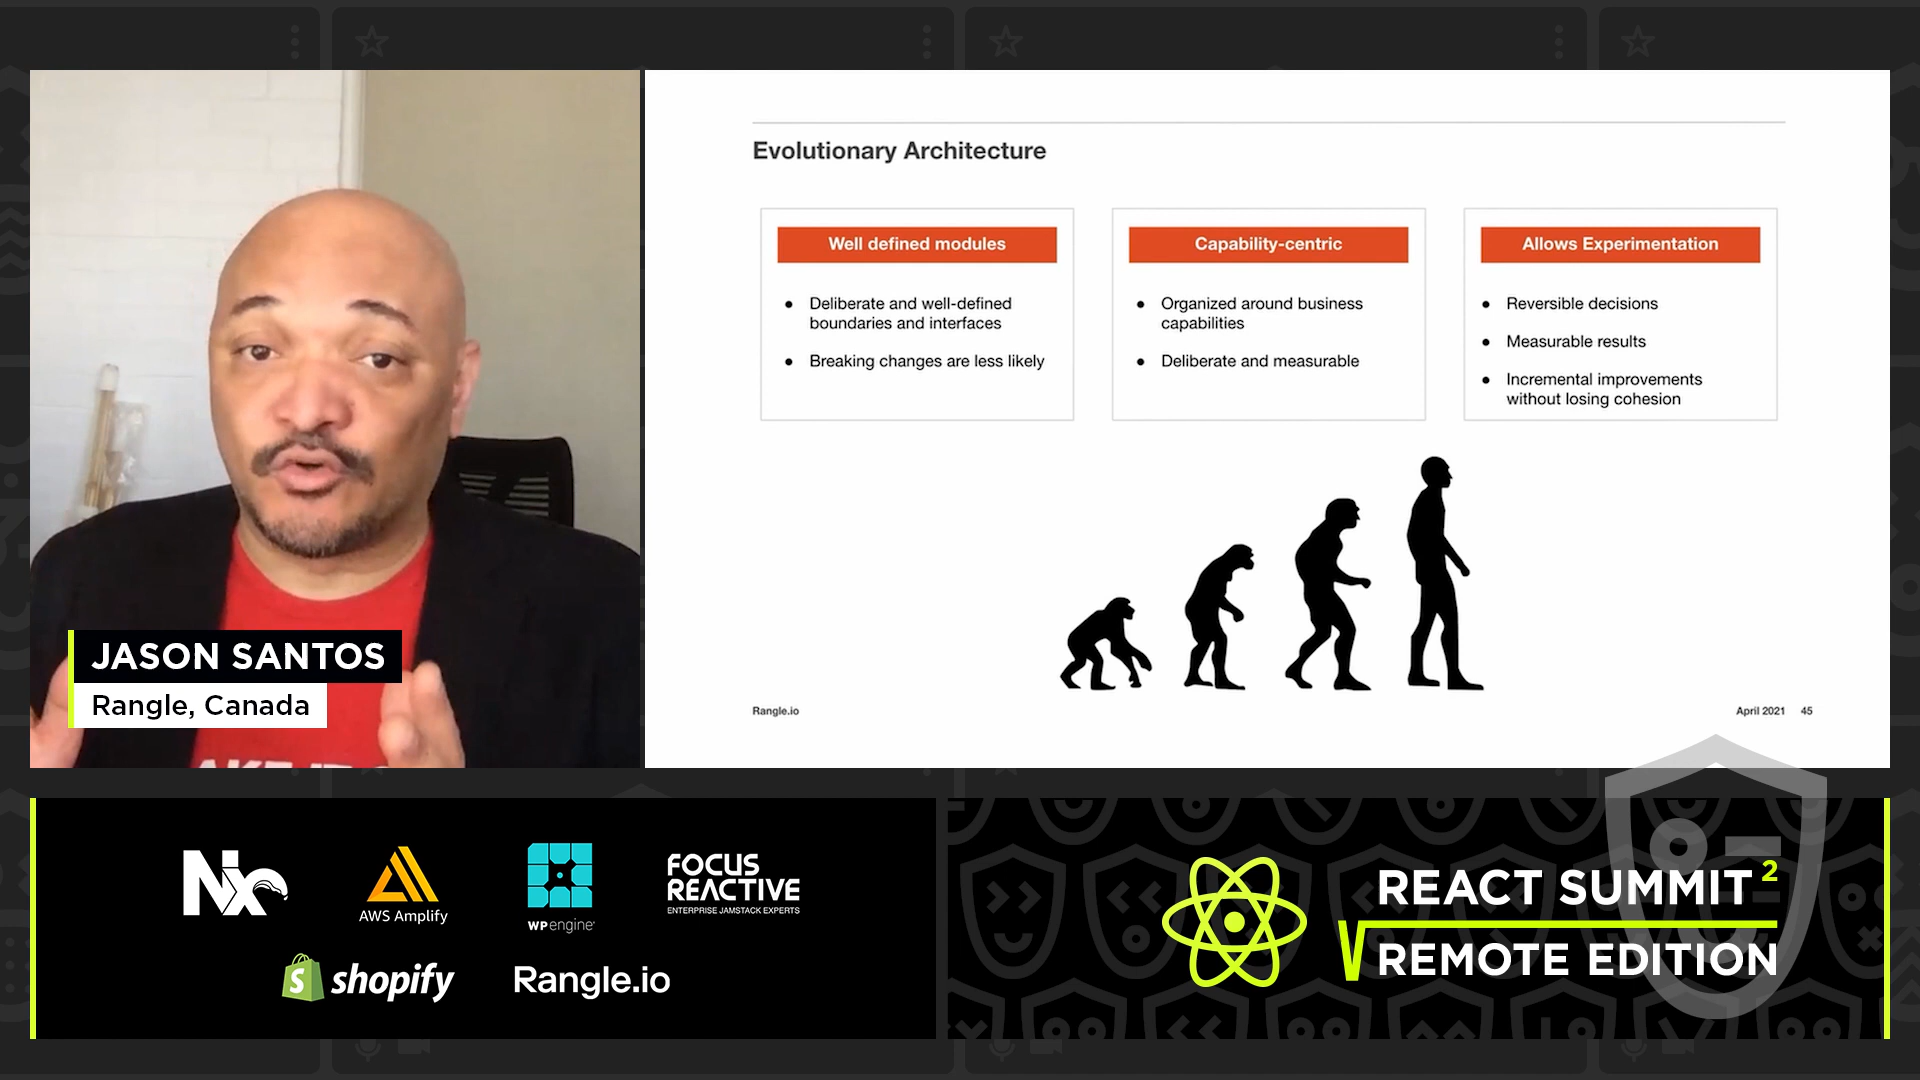 Evolutionary Architecture
Well defined modules
● Deliberate and well-defined
boundaries and interfaces
● Breaking changes are less likely
Capability-centric
● Organized around business
capabilities
● Deliberate and measurable
Allows Experimentation
● Reversible decisions
● Measurable results
● Incremental improvements
without losing cohesion
Rangle.io
April 2021 45
JASON SANTOS
Rangle, Canada
Nx
AWS Amplify
WPengine
FOCUS
REACTIVE
ENTERPRISE JAMSTACK EXPERTS
shopify
Rangle.io
REACT SUMMIT 2
REMOTE EDITION